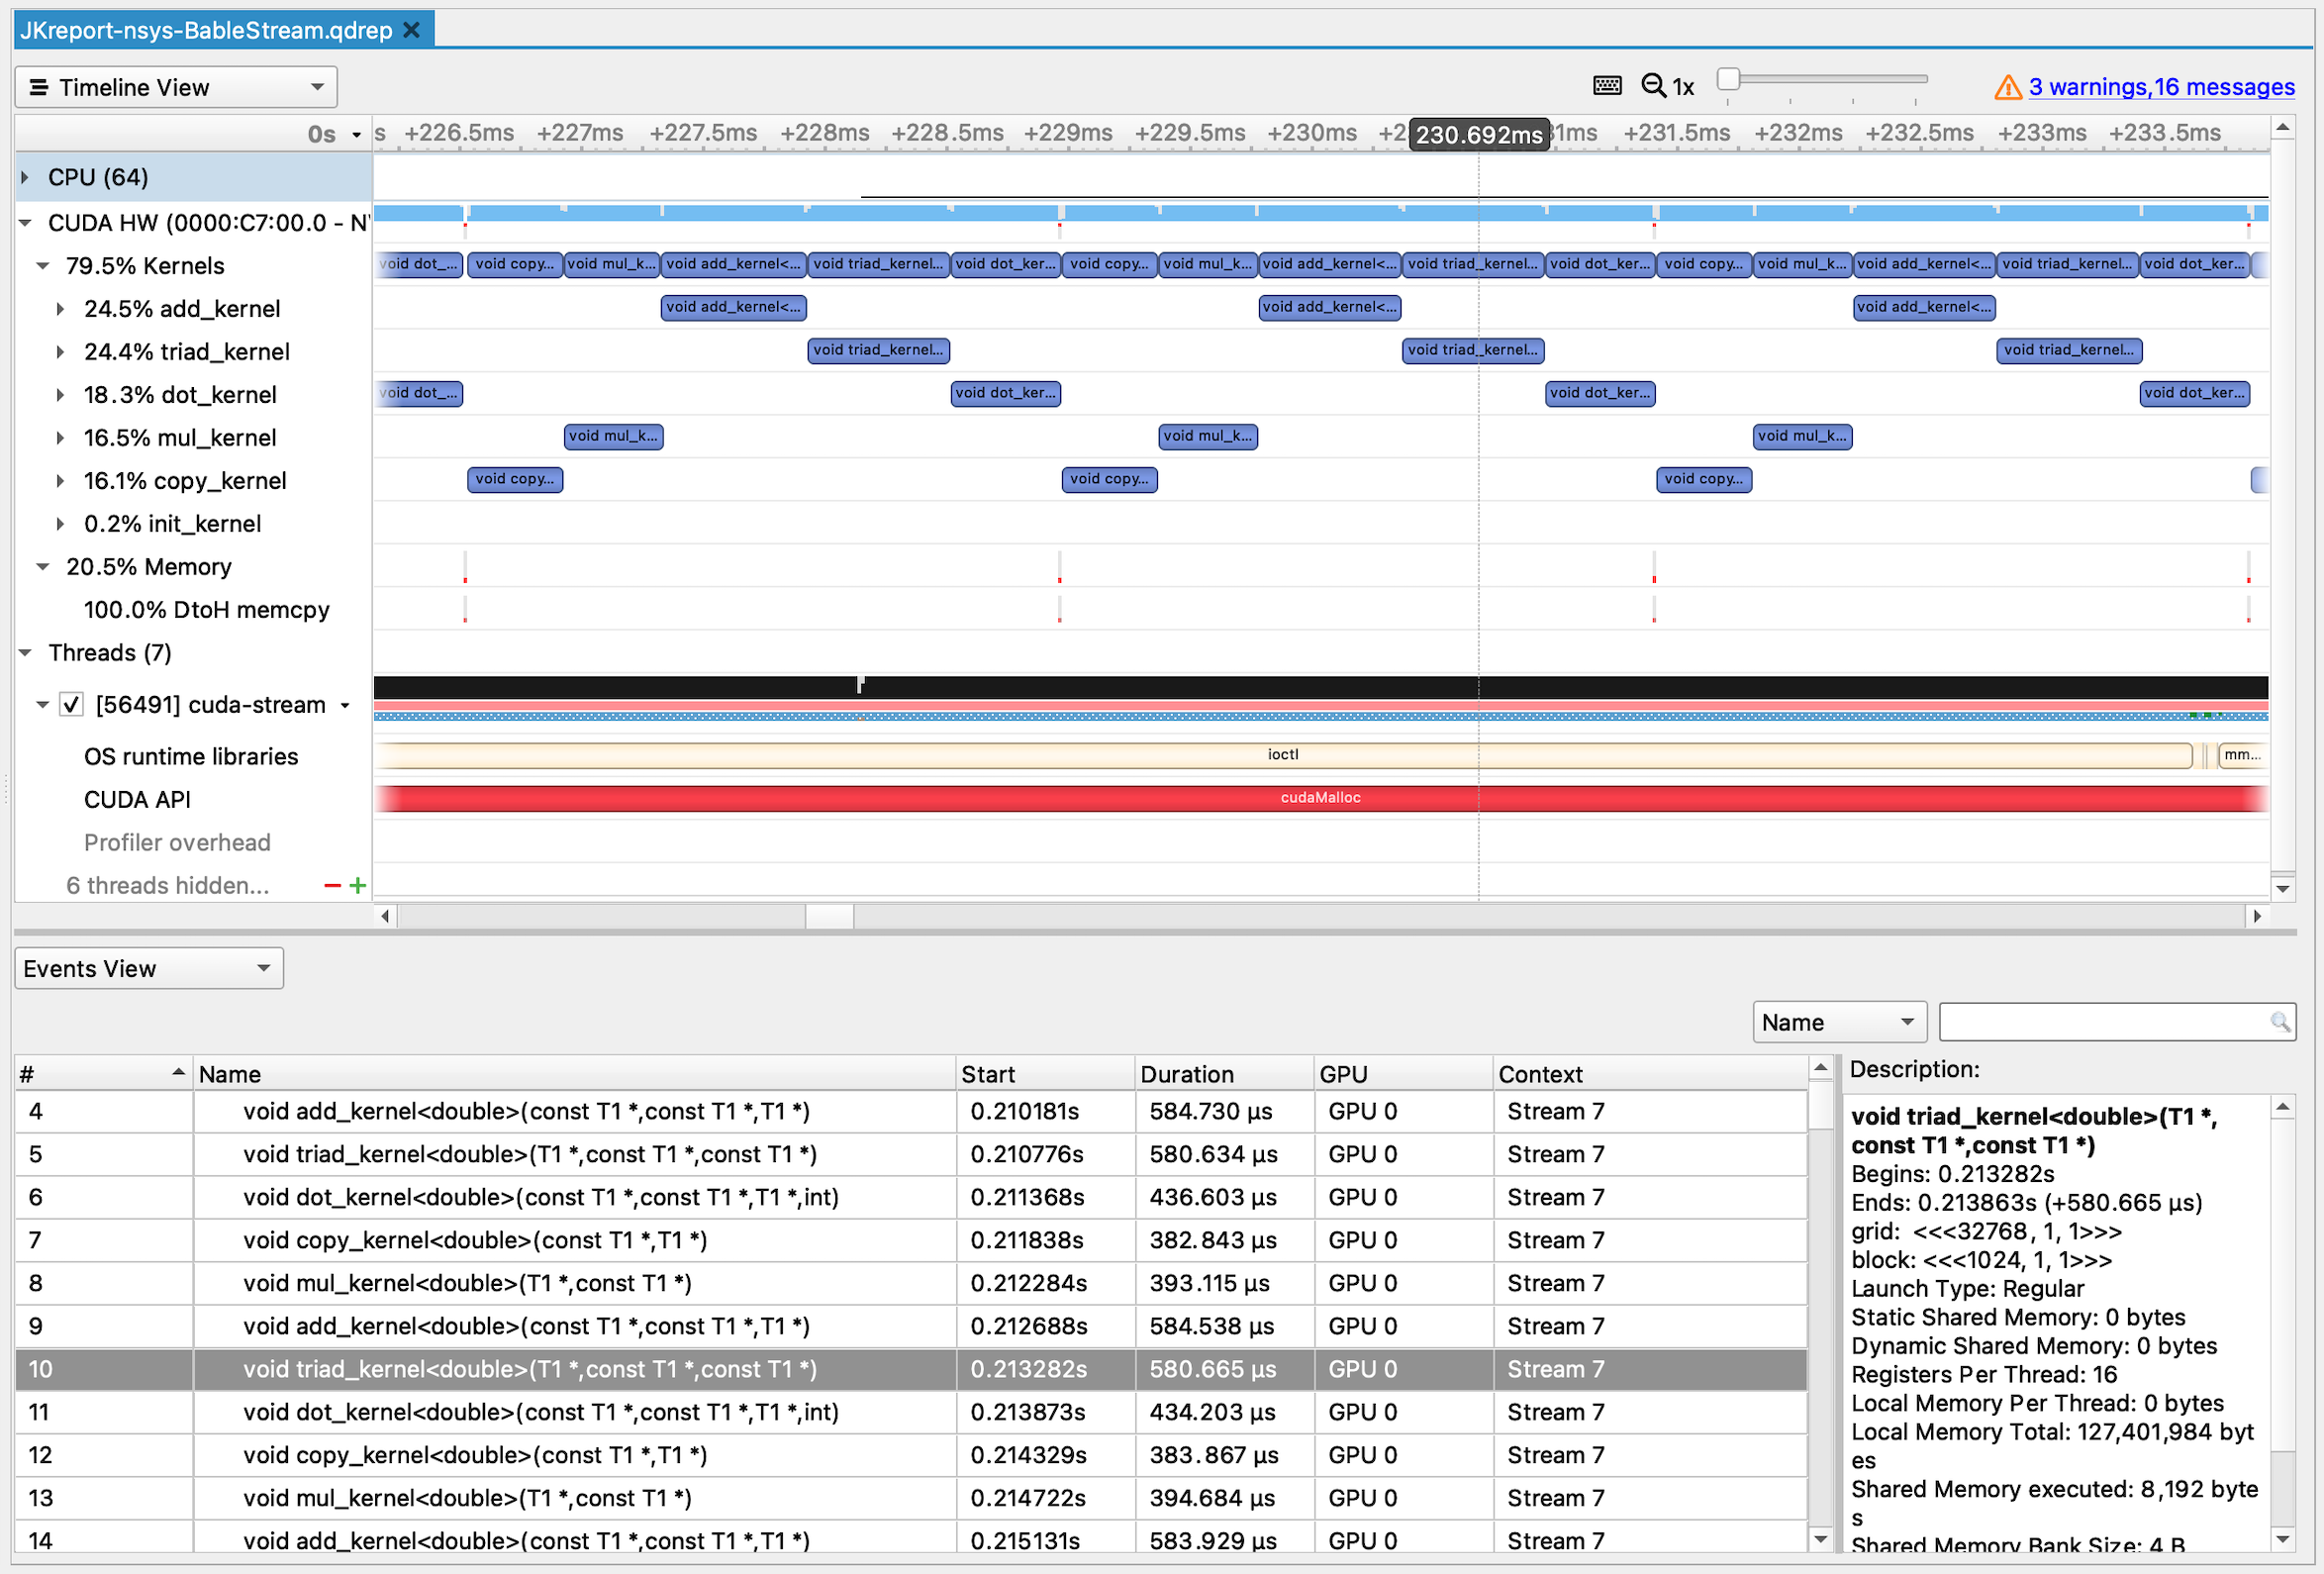 JKreport-nsys-BableStream.qdrep
Timeline View
1x
3 warnings,16 messages
0s
s +226.5ms +227ms +227.5ms +228ms +228.5ms +229ms +229.5ms +230ms 230.692ms +231.5ms +232ms +232.5ms +233ms +233.5ms
CPU (64)
CUDA HW (0000:C7:00.0 - N
79.5% Kernels
void dot_... void copy... void mul_k... void add_kernel<... void triad_kernel... void dot_ker... void copy... void mul_k... void add_kernel<... void triad_kernel... void dot_ker... void copy... void mul_k... void add_kernel<... void triad_kernel... void dot_ker...
24.5% add_kernel
void add_kernel<... void add_kernel<... void add_kernel<...
24.4% triad_kernel
void triad_kernel... void triad_kernel... void triad_kernel...
18.3% dot_kernel
void dot_... void dot_ker... void dot_ker... void dot_ker...
16.5% mul_kernel
void mul_k... void mul_k... void mul_k...
16.1% copy_kernel
void copy... void copy... void copy...
0.2% init_kernel
20.5% Memory
100.0% DtoH memcpy
Threads (7)
[56491] cuda-stream
OS runtime libraries
ioctl mm...
CUDA API
cudaMalloc
Profiler overhead
6 threads hidden...
Events View
Name
# Name Start Duration GPU Context
4 void add_kernel<double>(const T1 *,const T1 *,T1 *) 0.210181s 584.730 µs GPU 0 Stream 7
5 void triad_kernel<double>(T1 *,const T1 *,const T1 *) 0.210776s 580.634 µs GPU 0 Stream 7
6 void dot_kernel<double>(const T1 *,const T1 *,T1 *,int) 0.211368s 436.603 µs GPU 0 Stream 7
7 void copy_kernel<double>(const T1 *,T1 *) 0.211838s 382.843 µs GPU 0 Stream 7
8 void mul_kernel<double>(T1 *,const T1 *) 0.212284s 393.115 µs GPU 0 Stream 7
9 void add_kernel<double>(const T1 *,const T1 *,T1 *) 0.212688s 584.538 µs GPU 0 Stream 7
10 void triad_kernel<double>(T1 *,const T1 *,const T1 *) 0.213282s 580.665 µs GPU 0 Stream 7
11 void dot_kernel<double>(const T1 *,const T1 *,T1 *,int) 0.213873s 434.203 µs GPU 0 Stream 7
12 void copy_kernel<double>(const T1 *,T1 *) 0.214329s 383.867 µs GPU 0 Stream 7
13 void mul_kernel<double>(T1 *,const T1 *) 0.214722s 394.684 µs GPU 0 Stream 7
14 void add_kernel<double>(const T1 *,const T1 *,T1 *) 0.215131s 583.929 µs GPU 0 Stream 7
Description:
void triad_kernel<double>(T1 *,
const T1 *,const T1 *)
Begins: 0.213282s
Ends: 0.213863s (+580.665 µs)
grid: <<<32768, 1, 1>>>
block: <<<1024, 1, 1>>>
Launch Type: Regular
Static Shared Memory: 0 bytes
Dynamic Shared Memory: 0 bytes
Registers Per Thread: 16
Local Memory Per Thread: 0 bytes
Local Memory Total: 127,401,984 byt
es
Shared Memory executed: 8,192 byte
s
Shared Memory Bank Size: 4 B